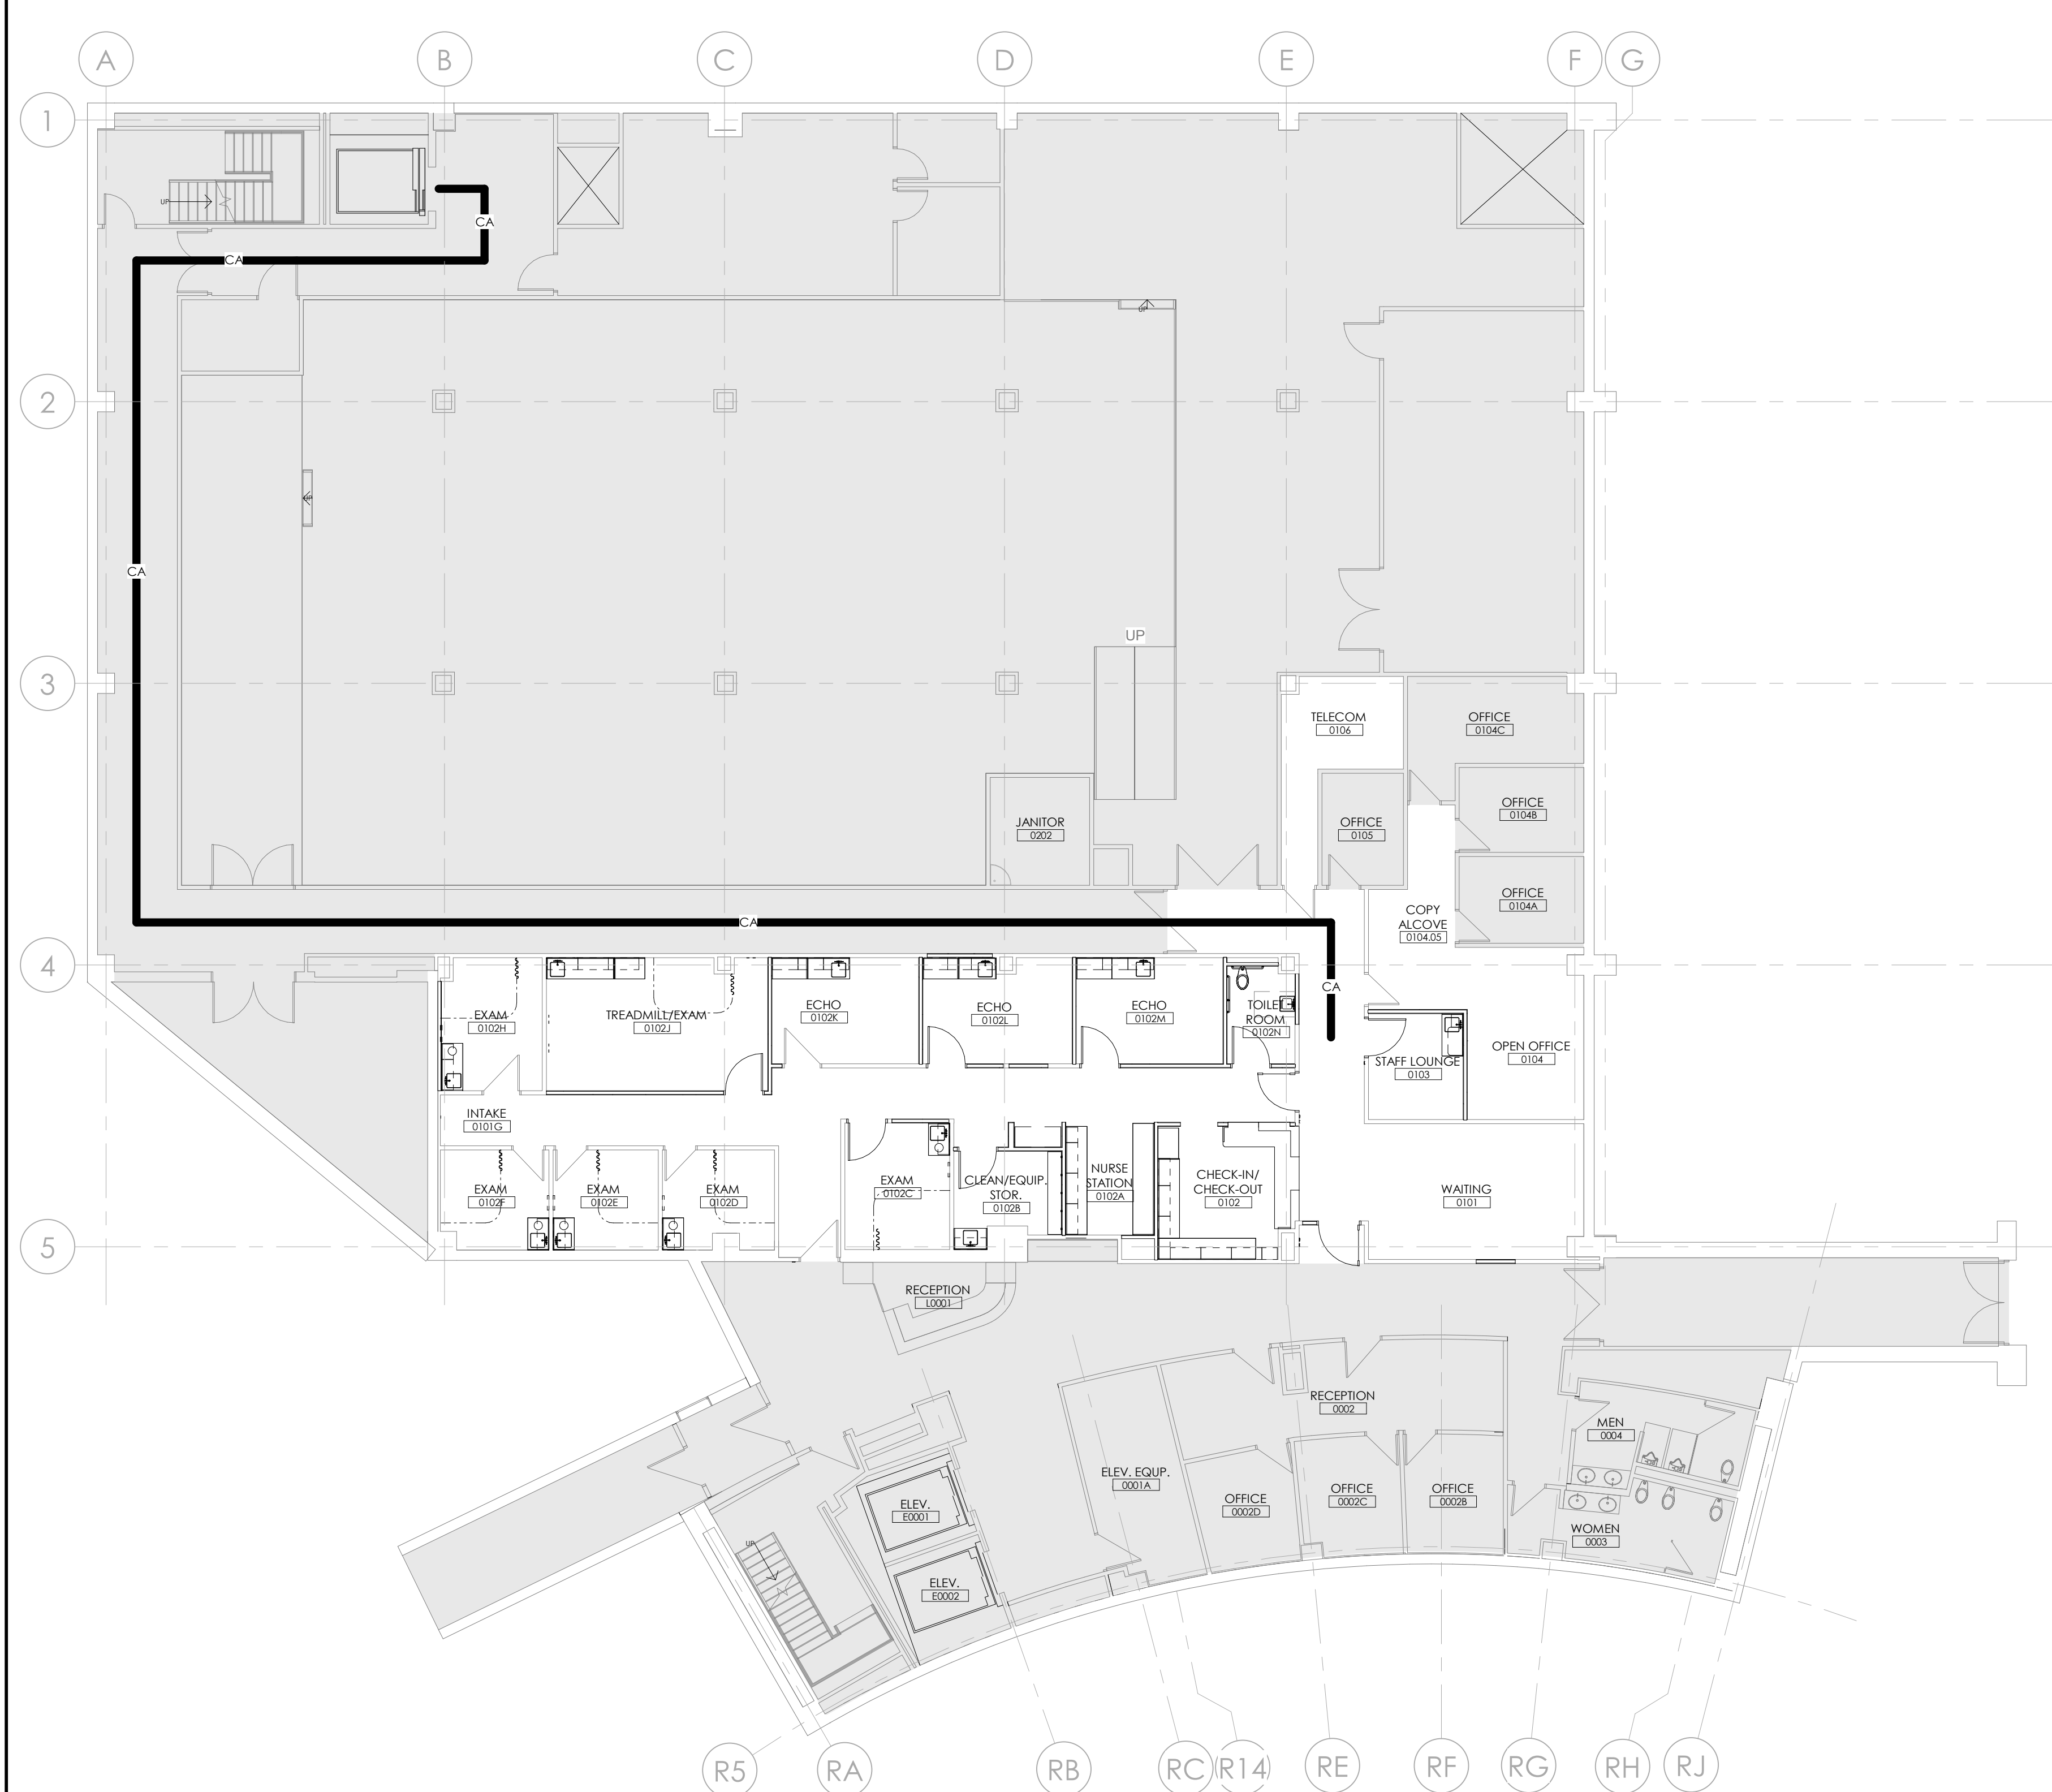 A
B
C
D
E
F
G
1
UP
CA
CA
UP
2
UP
CA
3
UP
TELECOM
0106
OFFICE
0104C
OFFICE
0104B
JANITOR
0202
OFFICE
0105
OFFICE
0104A
COPY
ALCOVE
0104.05
CA
4
CA
EXAM
0102H
TREADMILL/EXAM
0102J
ECHO
0102K
ECHO
0102L
ECHO
0102M
TOILET
ROOM
0102N
STAFF LOUNGE
0103
OPEN OFFICE
0104
INTAKE
0101G
EXAM
0102F
EXAM
0102E
EXAM
0102D
EXAM
0102C
CLEAN/EQUIP.
STOR.
0102B
NURSE
STATION
0102A
CHECK-IN/
CHECK-OUT
0102
WAITING
0101
5
RECEPTION
L0001
RECEPTION
0002
MEN
0004
ELEV. EQUP.
0001A
OFFICE
0002D
OFFICE
0002C
OFFICE
0002B
WOMEN
0003
ELEV.
E0001
UP
ELEV.
E0002
R5
RA
RB
RC
R14
RE
RF
RG
RH
RJ